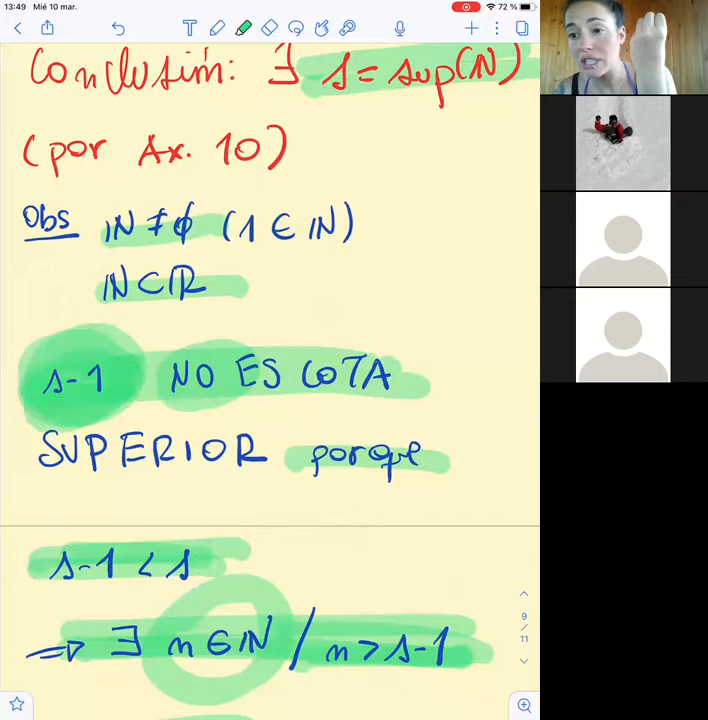 13:49 Mié 10 mar. 72 %
Conclusión: ∃ s = sup(N)
(por Ax. 10)
Obs ℕ ≠ ϕ (1 ∈ ℕ)
ℕ ⊂ ℝ
s-1 NO ES COTA
SUPERIOR porque
s-1 < s
⇒ ∃ n ∈ ℕ / n > s-1
9
/
11